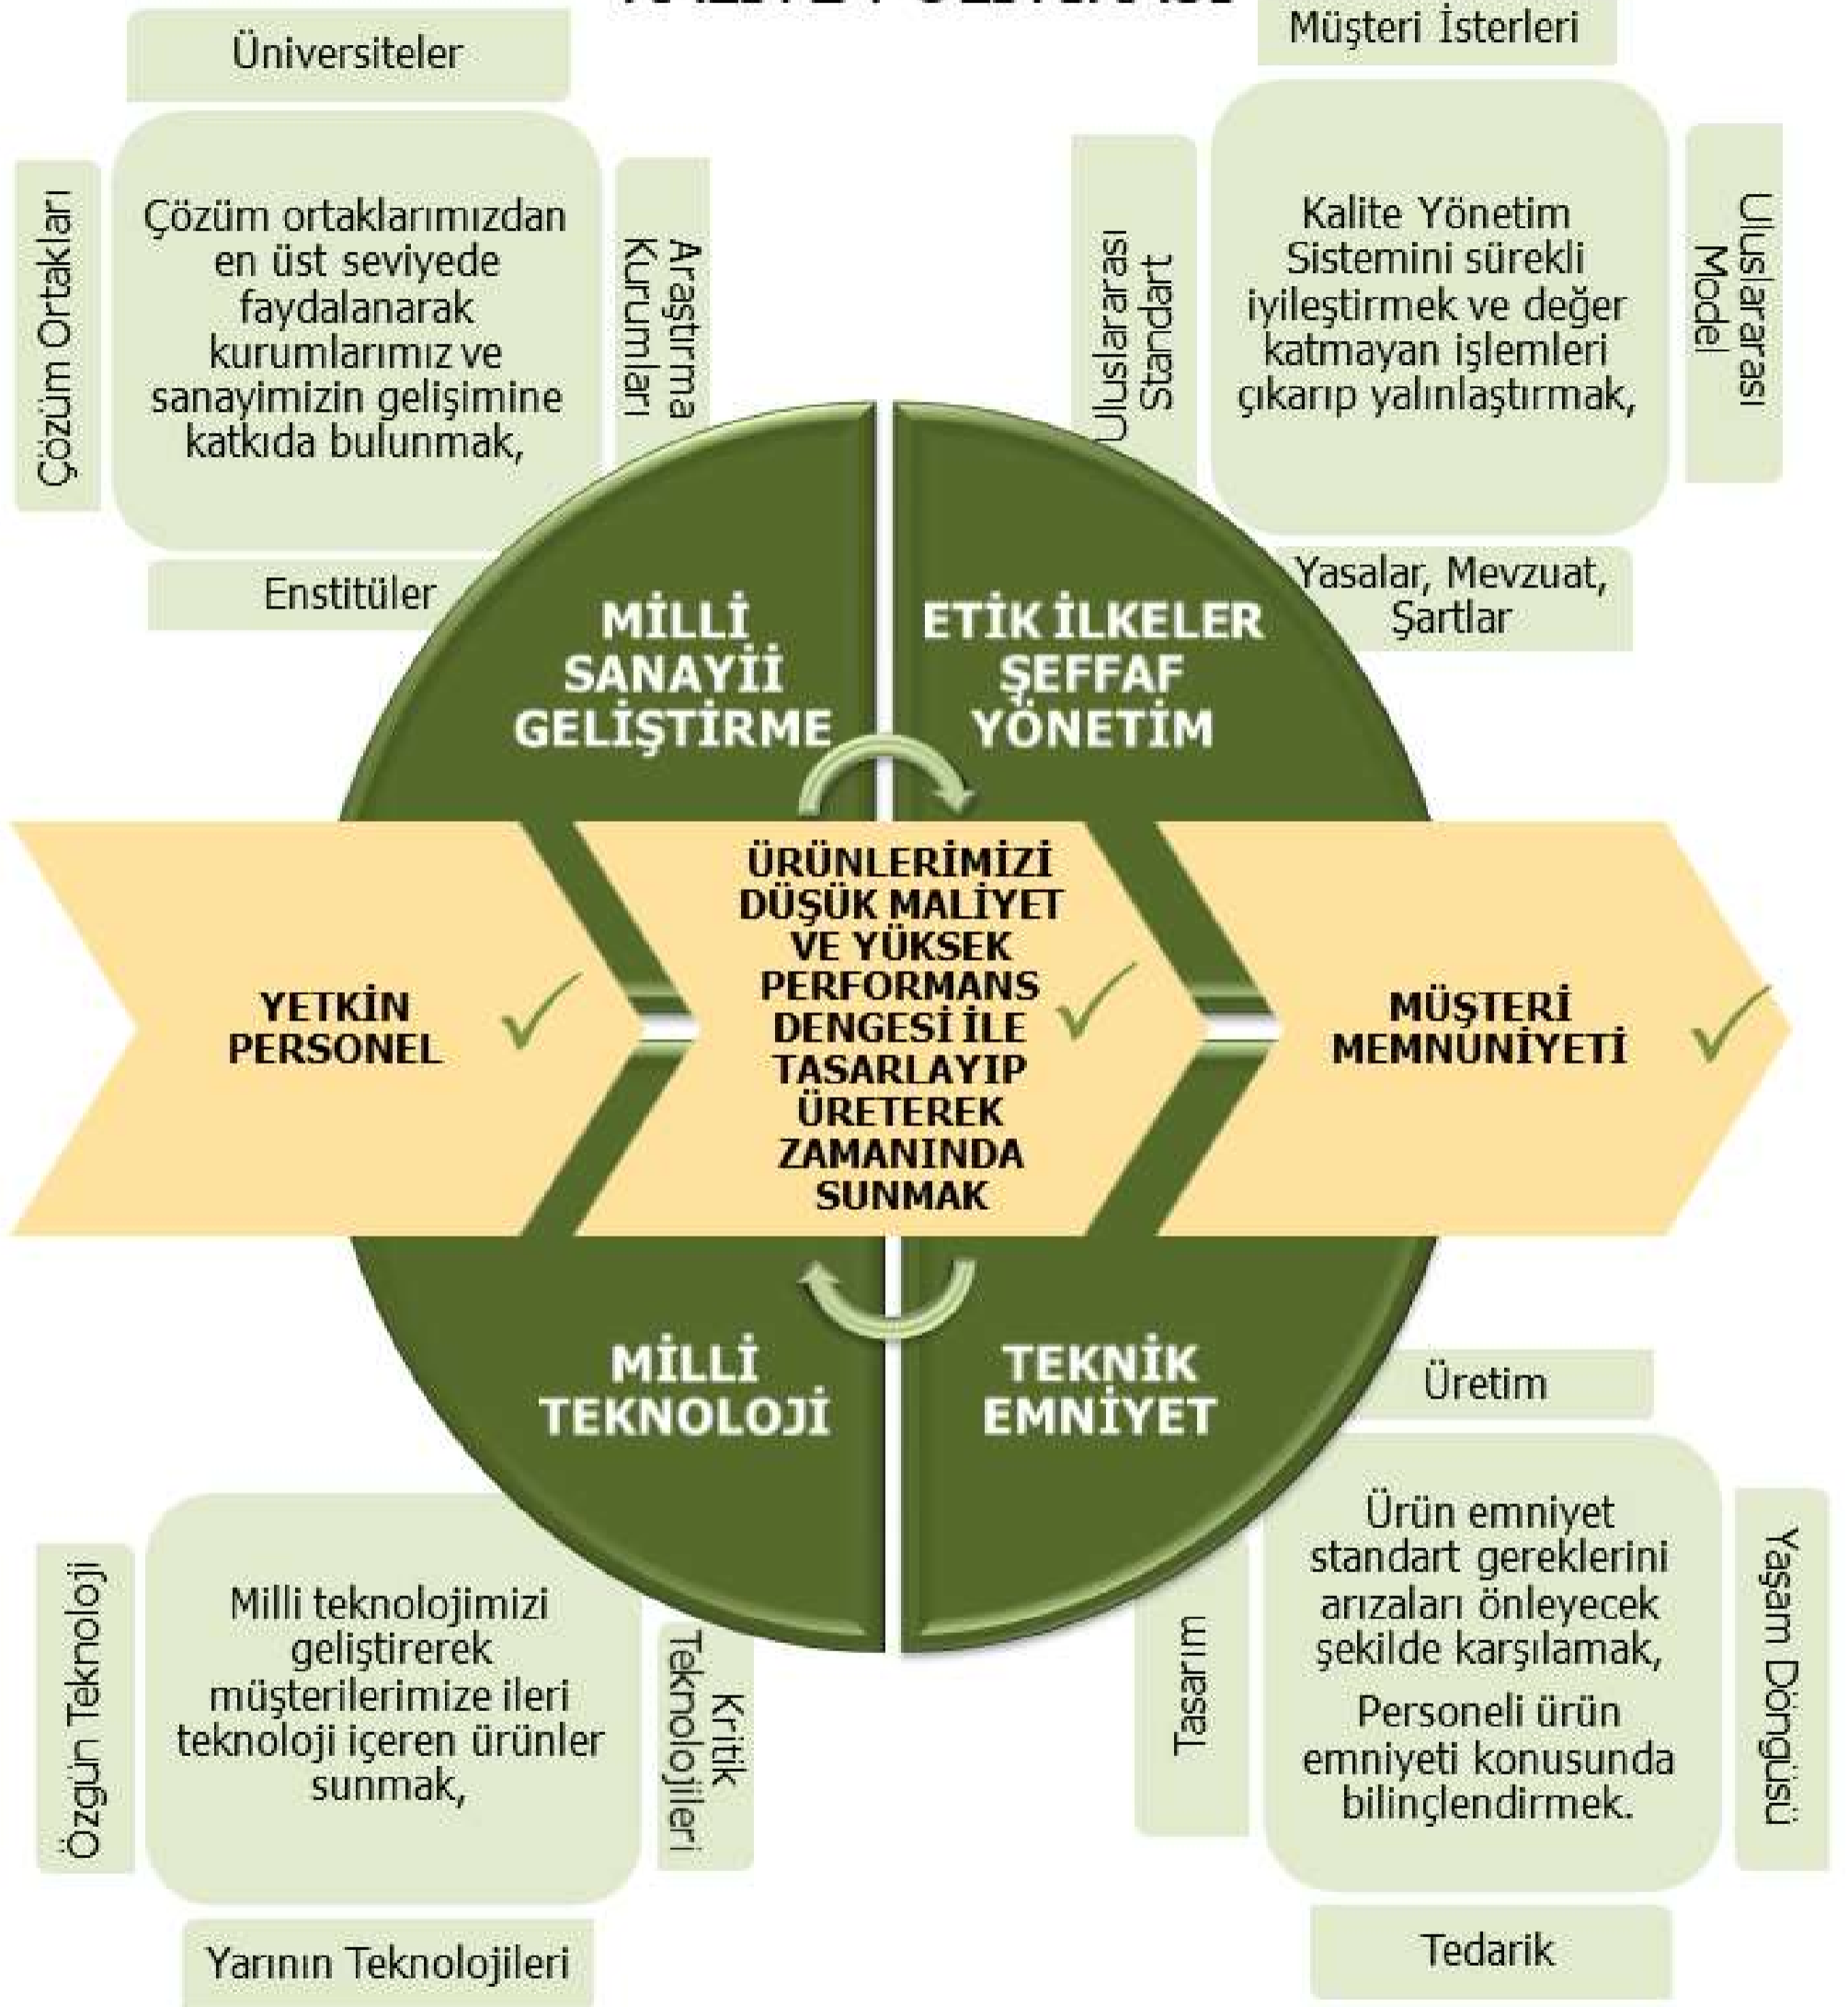 Üniversiteler
Çözüm Ortakları
Çözüm ortaklarımızdan
en üst seviyede
faydalanarak
kurumlarımız ve
sanayimizin gelişimine
katkıda bulunmak,
Araştırma
Kurumları
Enstitüler
Müşteri İsterleri
Uluslararası
Standart
Kalite Yönetim
Sistemini sürekli
iyileştirmek ve değer
katmayan işlemleri
çıkarıp yalınlaştırmak,
Uluslararası
Model
Yasalar, Mevzuat,
Şartlar
MİLLİ
SANAYİİ
GELİŞTİRME
ETİK İLKELER
ŞEFFAF
YÖNETİM
YETKİN
PERSONEL
ÜRÜNLERİMİZİ
DÜŞÜK MALİYET
VE YÜKSEK
PERFORMANS
DENGESİ İLE
TASARLAYIP
ÜRETEREK
ZAMANINDA
SUNMAK
MÜŞTERİ
MEMNUNİYETİ
MİLLİ
TEKNOLOJİ
TEKNİK
EMNİYET
Özgün Teknoloji
Milli teknolojimizi
geliştirerek
müşterilerimize ileri
teknoloji içeren ürünler
sunmak,
Kritik
Teknolojileri
Yarının Teknolojileri
Üretim
Tasarım
Ürün emniyet
standart gereklerini
arızaları önleyecek
şekilde karşılamak,
Personeli ürün
emniyeti konusunda
bilinçlendirmek.
Yaşam Döngüsü
Tedarik